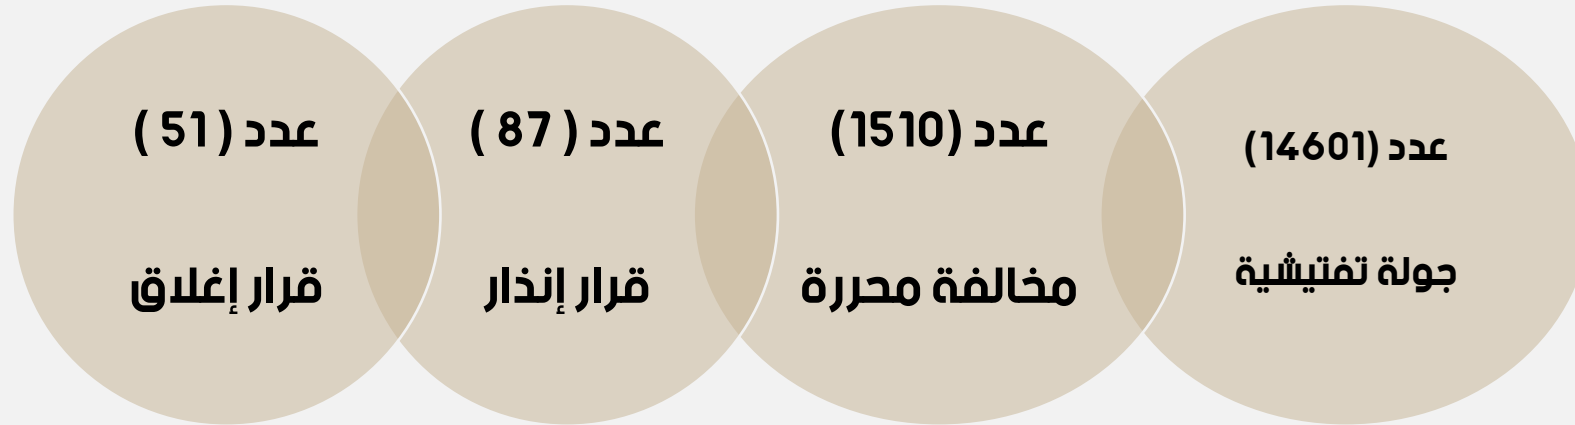 عدد (14601)
جولة تفتيشية
عدد (1510)
مخالفة محررة
عدد ( 87 )
قرار إنذار
عدد ( 51 )
قرار إغلاق